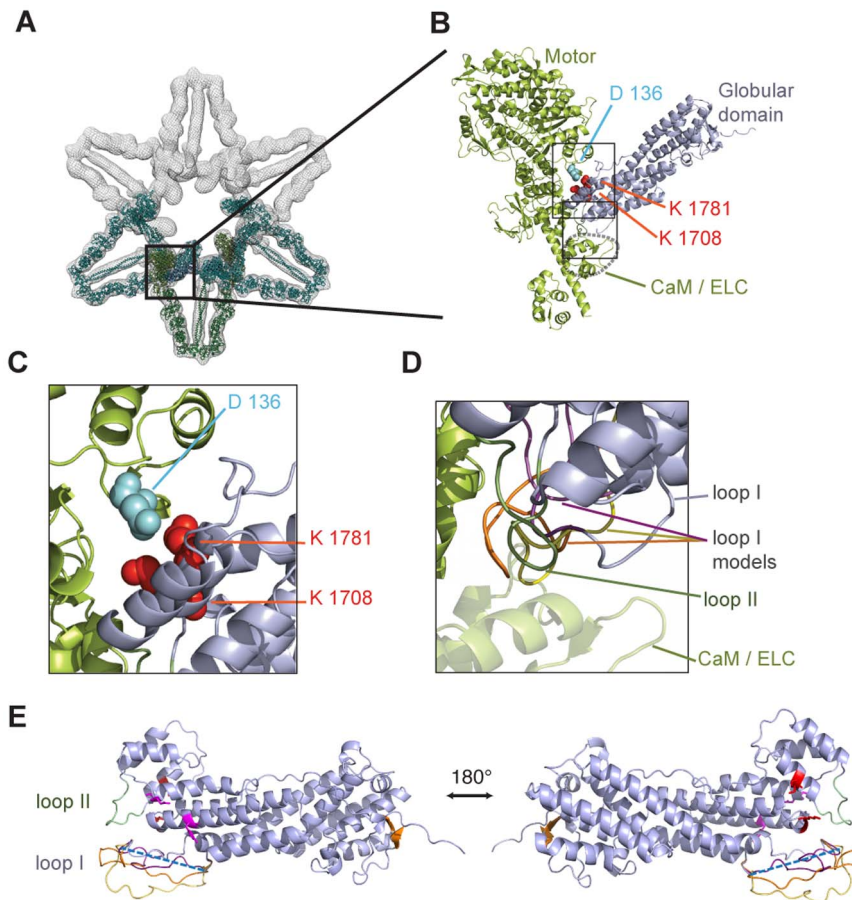 A
B
Motor
D 136
Globular
domain
K 1781
K 1708
CaM / ELC
C
D 136
K 1781
K 1708
D
loop I
loop I
models
loop II
CaM / ELC
E
loop II
loop I
180°